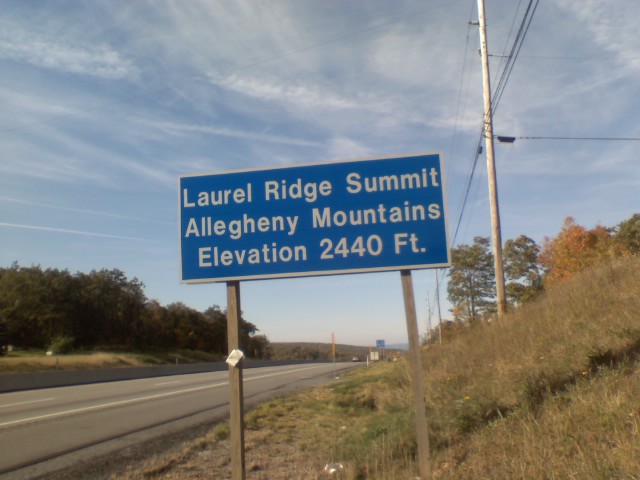 Laurel Ridge Summit
Allegheny Mountains
Elevation 2440 Ft.